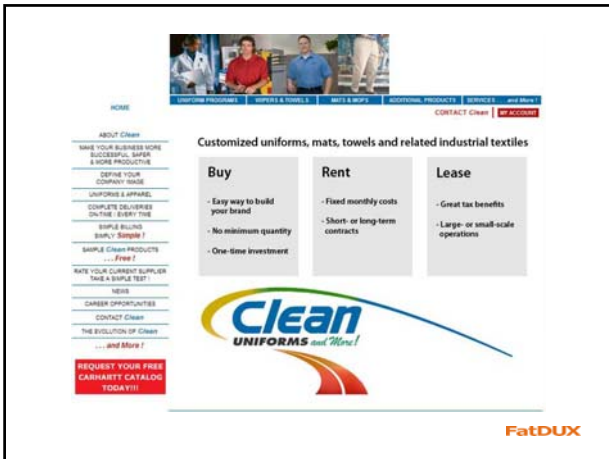 UNIFORM PROGRAMS WIPERS & TOWELS MATS & MOPS ADDITIONAL PRODUCTS SERVICES ... and More !
HOME
CONTACT Clean MY ACCOUNT
ABOUT Clean
MAKE YOUR BUSINESS MORE
SUCCESSFUL, SAFER
& MORE PRODUCTIVE
DEFINE YOUR
COMPANY IMAGE
UNIFORMS & APPAREL
COMPLETE DELIVERIES
ON-TIME : EVERY TIME
SIMPLE BILLING
SIMPLY Simple !
SAMPLE Clean PRODUCTS
. . . Free !
RATE YOUR CURRENT SUPPLIER
TAKE A SIMPLE TEST !
NEWS
CAREER OPPORTUNITIES
CONTACT Clean
THE EVOLUTION OF Clean
. . . and More !
REQUEST YOUR FREE
CARHARTT CATALOG
TODAY!!!
Customized uniforms, mats, towels and related industrial textiles
Buy
- Easy way to build
your brand
- No minimum quantity
- One-time investment
Rent
- Fixed monthly costs
- Short- or long-term
contracts
Lease
- Great tax benefits
- Large- or small-scale
operations
Clean
UNIFORMS and More!
FatDUX